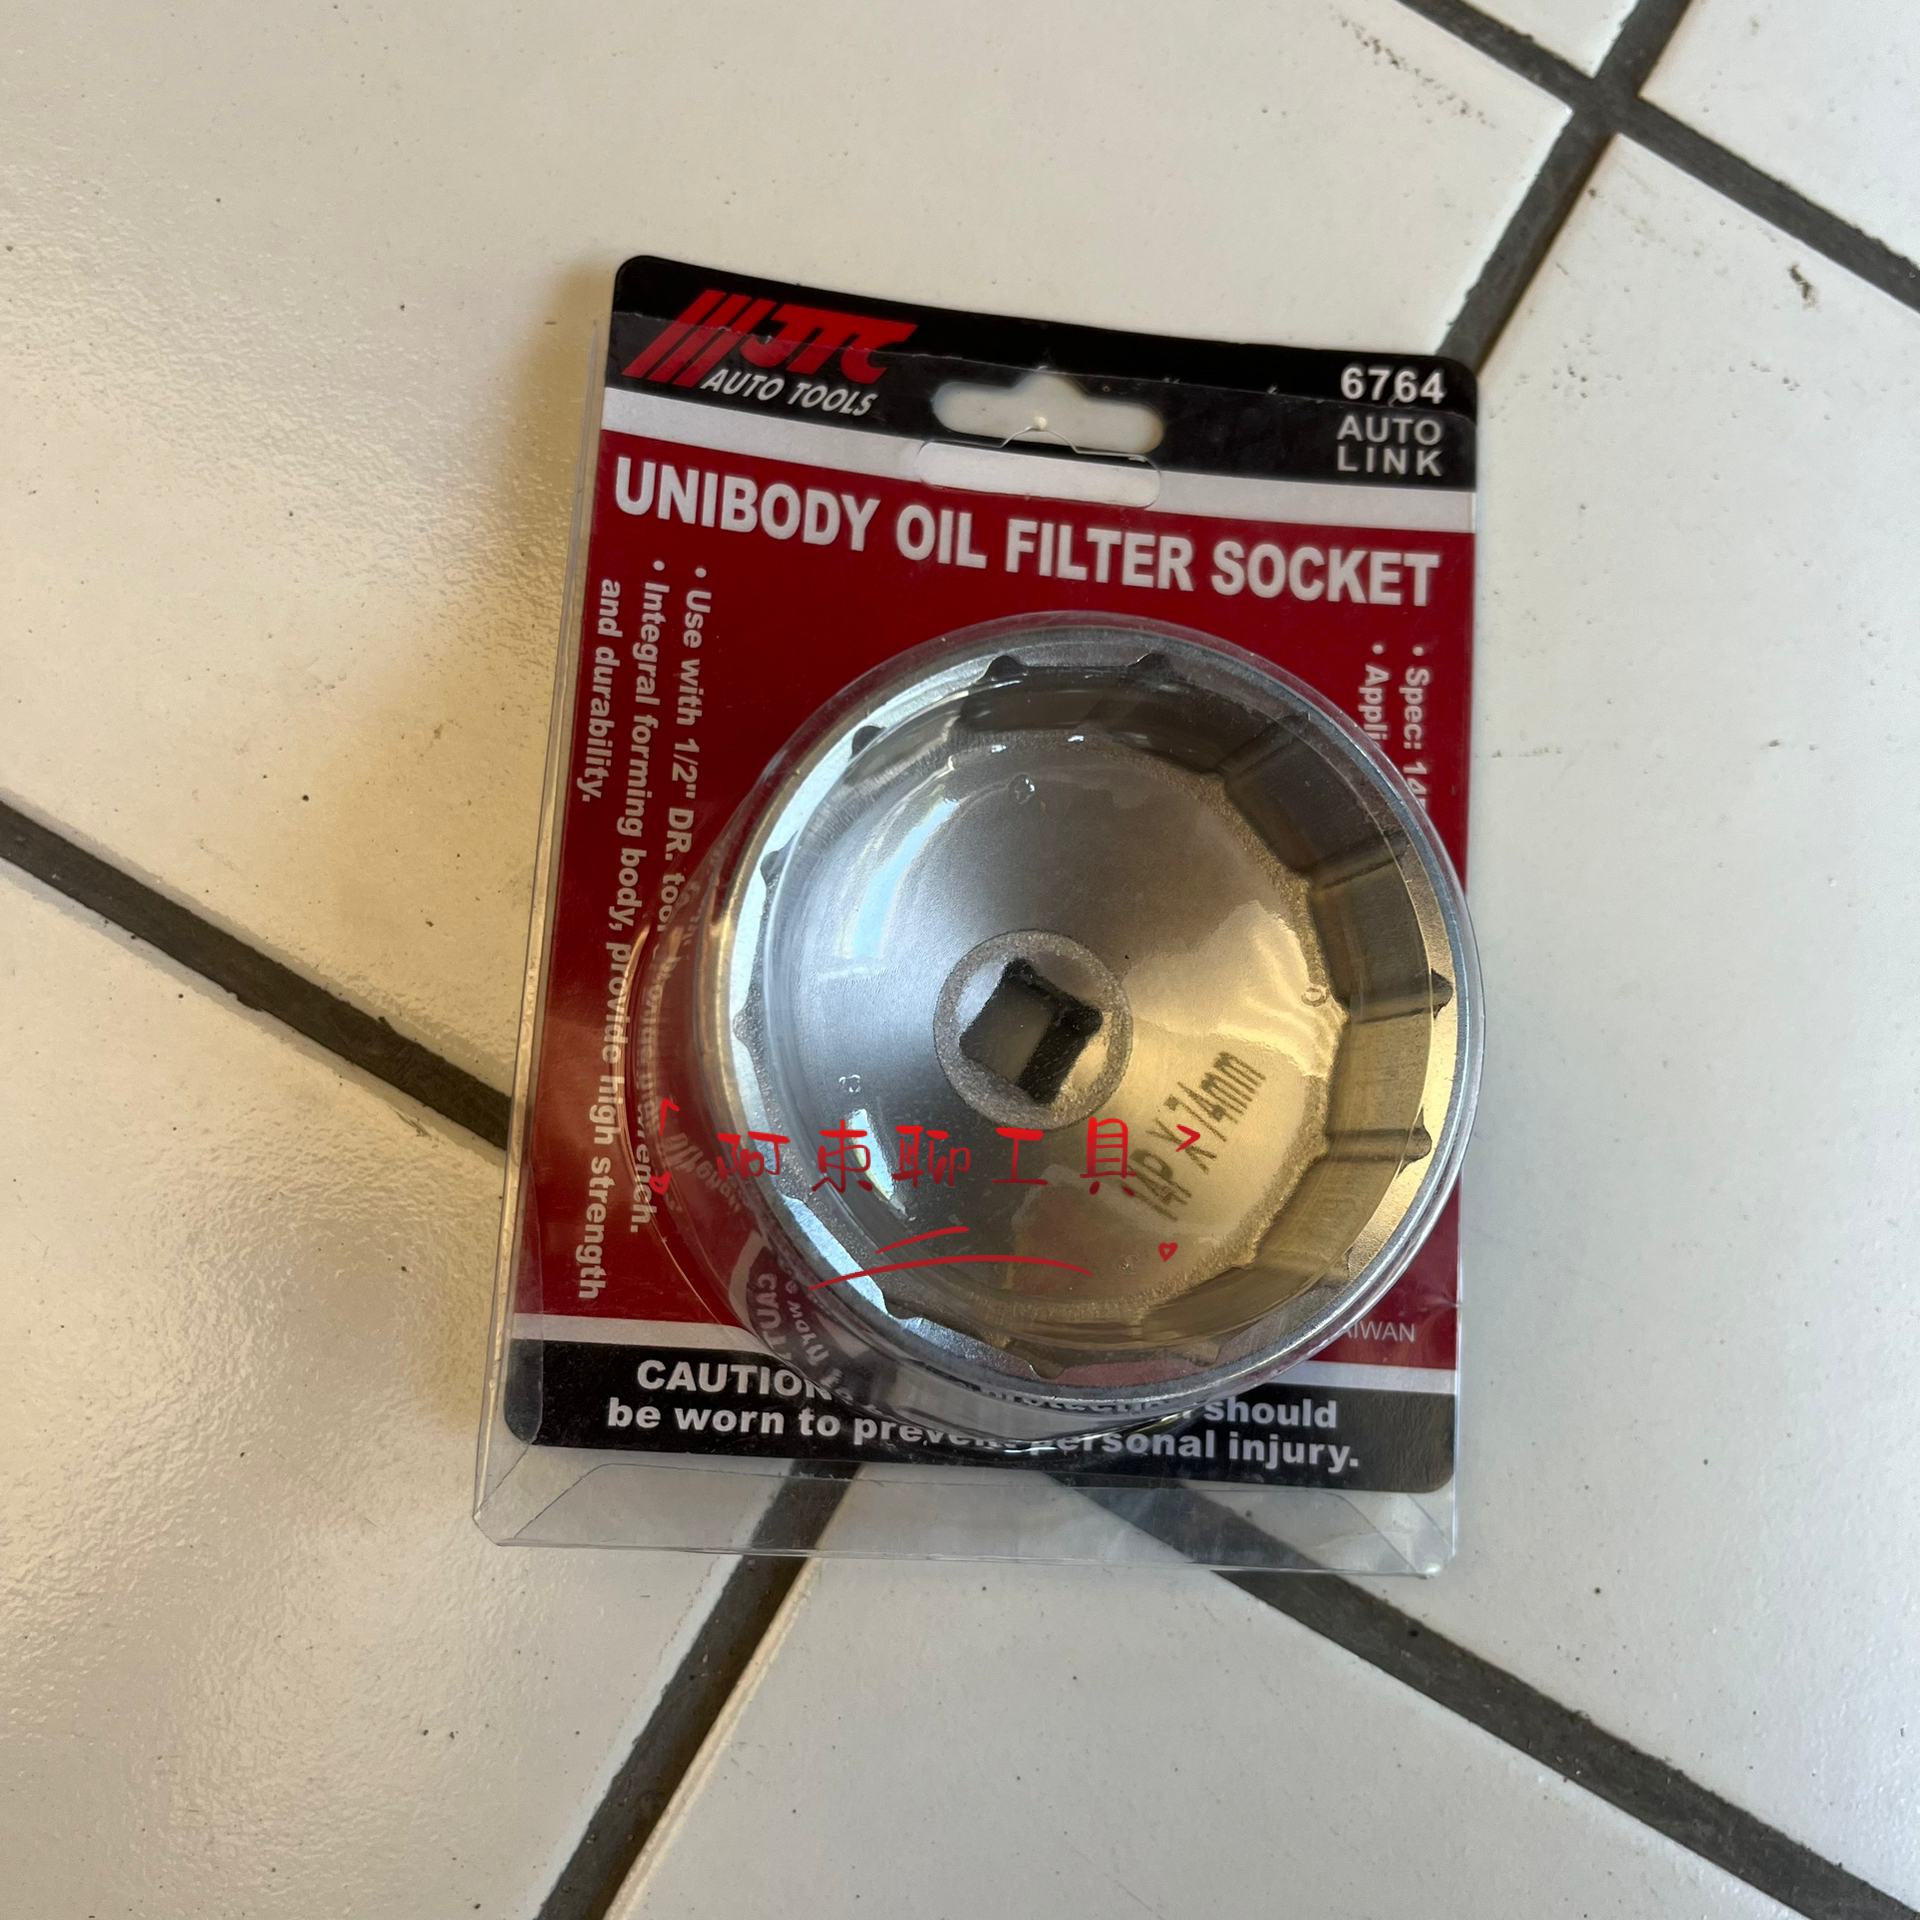 JTC
AUTO TOOLS
6764
AUTO
LINK
UNIBODY OIL FILTER SOCKET
• Use with 1/2" DR. tool
• Integral forming body, provide high strength
and durability.
• Spec: 14
• Appli
14P X 74mm
阿東聊工具
CAUTION
should
be worn to prevent personal injury.